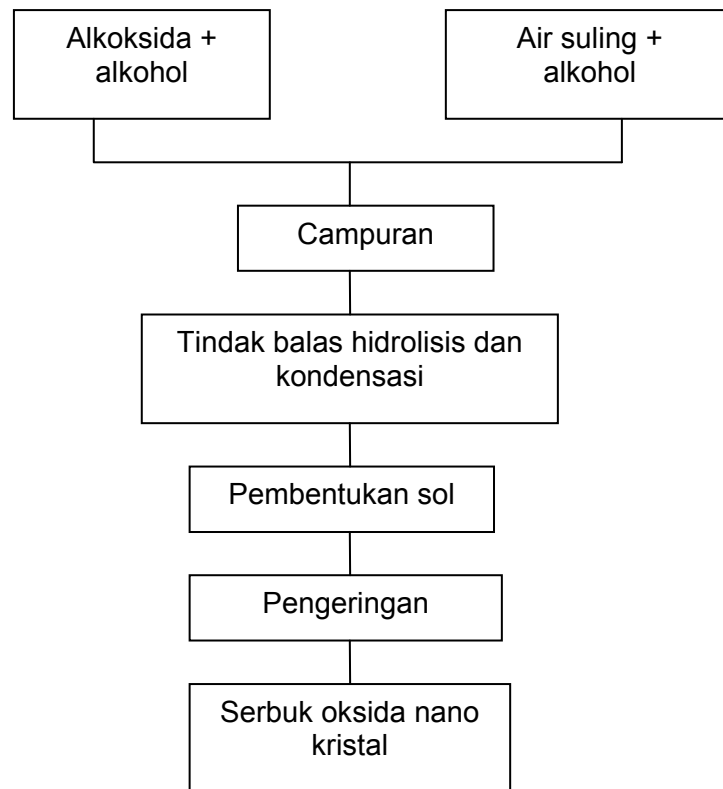 Alkoksida +
alkohol
Air suling +
alkohol
Campuran
Tindak balas hidrolisis dan
kondensasi
Pembentukan sol
Pengeringan
Serbuk oksida nano
kristal